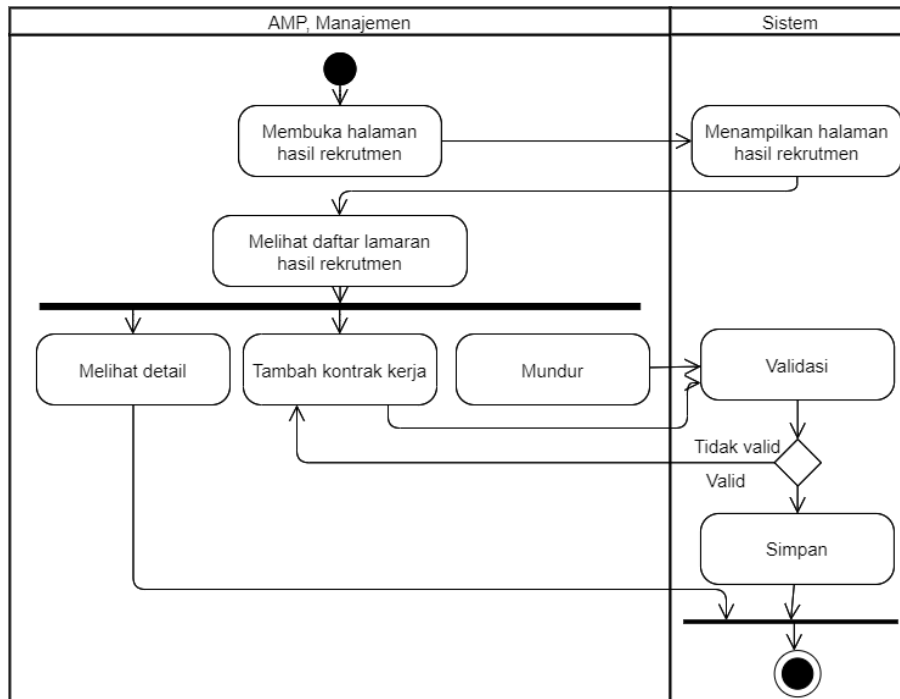 AMP, Manajemen
Sistem
Membuka halaman
hasil rekrutmen
Menampilkan halaman
hasil rekrutmen
Melihat daftar lamaran
hasil rekrutmen
Melihat detail
Tambah kontrak kerja
Mundur
Validasi
Tidak valid
Valid
Simpan